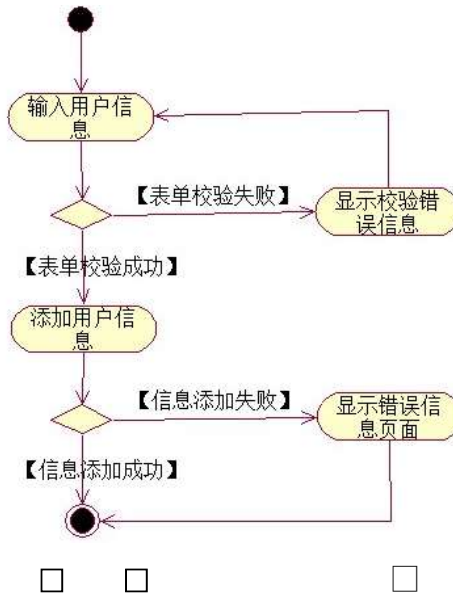 输入用户信
息
【表单校验失败】
显示校验错
误信息
【表单校验成功】
添加用户信
息
【信息添加失败】
显示错误信
息页面
【信息添加成功】